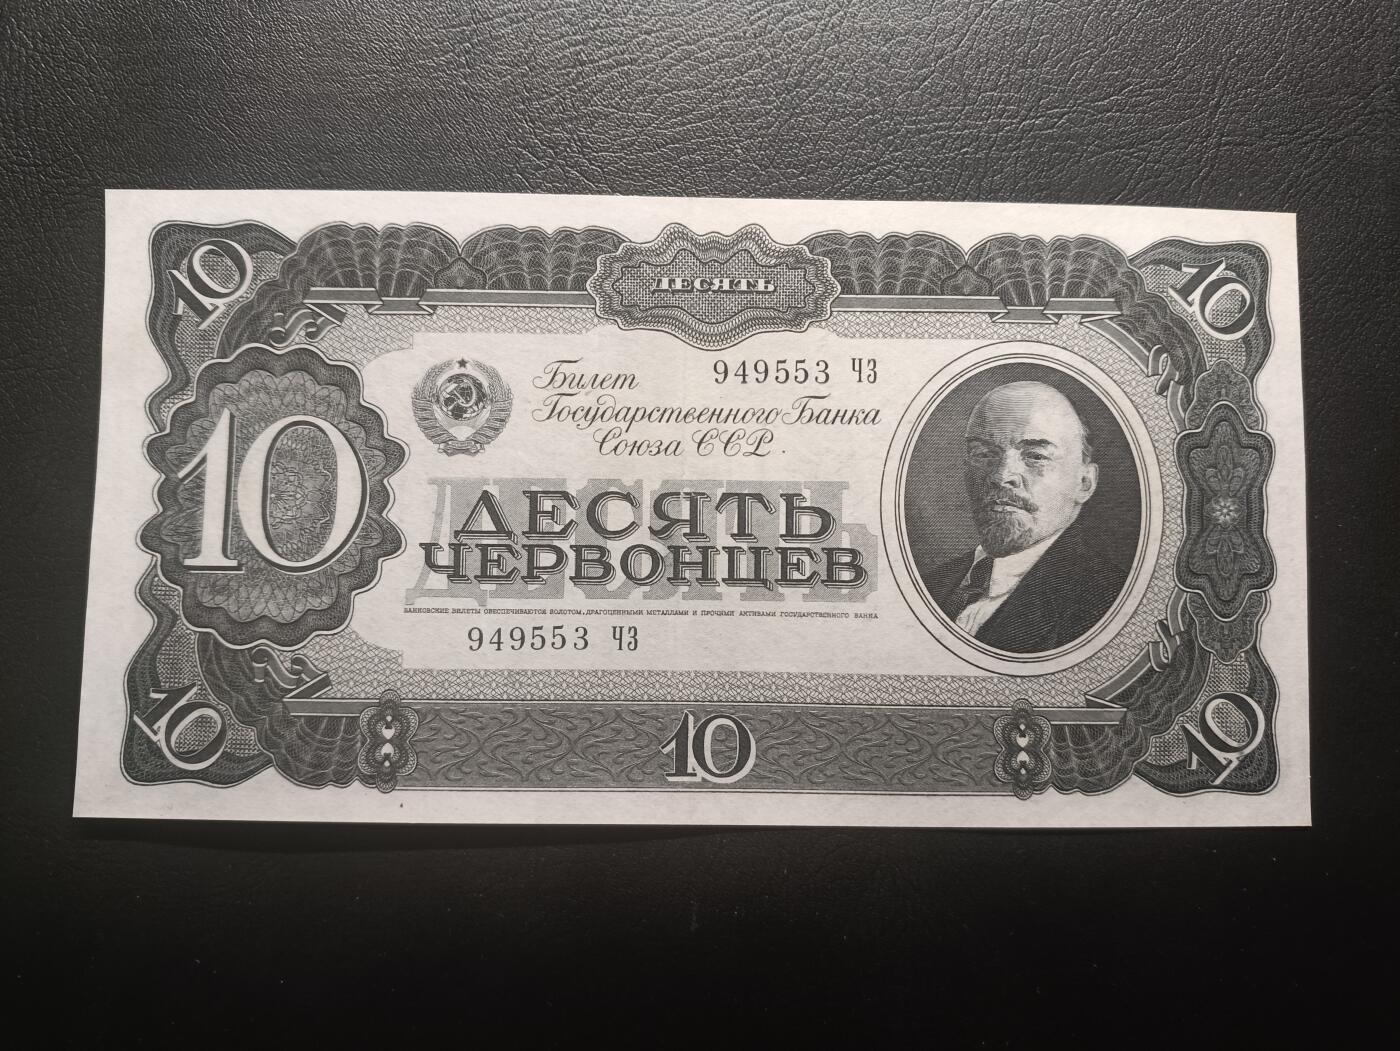 10
ДЕСЯТЬ
10
10
Билет
949553 ЧЗ
Государственного Банка
Союза ССР.
ДЕСЯТЬ
ДЕСЯТЬ
ЧЕРВОНЦЕВ
БАНКОВСКИЕ БИЛЕТЫ ОБЕСПЕЧИВАЮТСЯ ЗОЛОТОМ, ДРАГОЦЕННЫМИ МЕТАЛЛАМИ И ПРОЧИМИ АКТИВАМИ ГОСУДАРСТВЕННОГО БАНКА
949553 ЧЗ
10
10
10